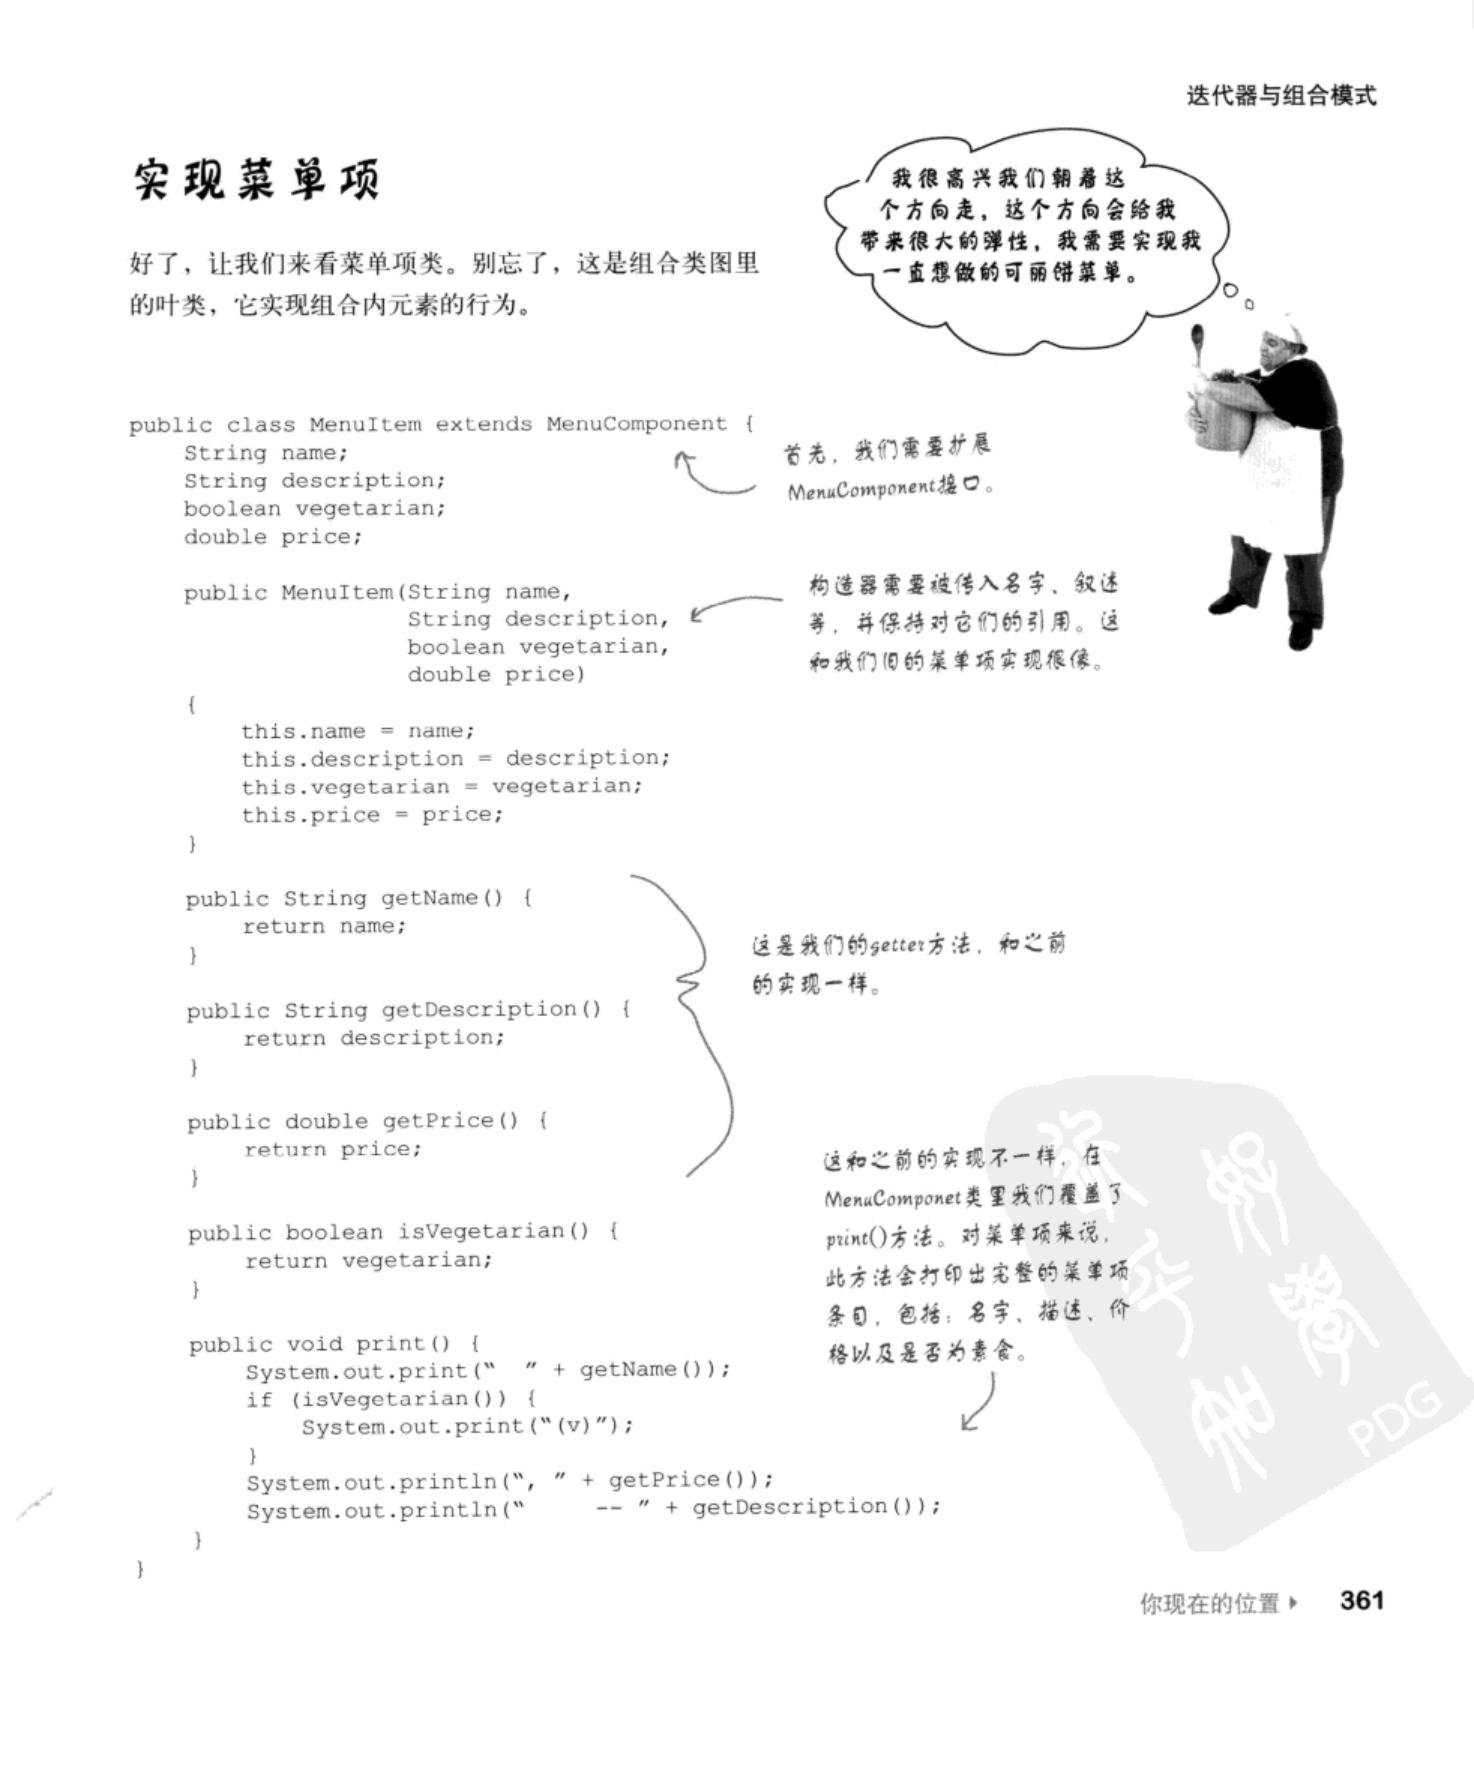 迭代器与组合模式
实现菜单项
我很高兴我们朝着这
个方向走，这个方向会给我
带来很大的弹性，我需要实现我
一直想做的可丽饼菜单。
好了，让我们来看菜单项类。别忘了，这是组合类图里
的叶类，它实现组合内元素的行为。
public class MenuItem extends MenuComponent {
String name;
String description;
boolean vegetarian;
double price;
首先，我们需要扩展
MenuComponent接口。
public MenuItem(String name,
String description,
boolean vegetarian,
double price)
构造器需要被传入名字、叙述
等，并保持对它们的引用。这
和我们旧的菜单项实现很像。
{
this.name = name;
this.description = description;
this.vegetarian = vegetarian;
this.price = price;
}
public String getName() {
return name;
}
这是我们的getter方法，和之前
的实现一样。
public String getDescription() {
return description;
}
public double getPrice() {
return price;
}
public boolean isVegetarian() {
return vegetarian;
}
这和之前的实现不一样，在
MenuComponet类里我们覆盖了
print()方法。对菜单项来说，
此方法会打印出完整的菜单项
条目，包括：名字、描述、价
格以及是否为素食。
public void print() {
System.out.print(“  ” + getName());
if (isVegetarian()) {
System.out.print(“(v)”);
}
System.out.println(“, ” + getPrice());
System.out.println(“     -- ” + getDescription());
}
}
PDG
你现在的位置 ▸ 361